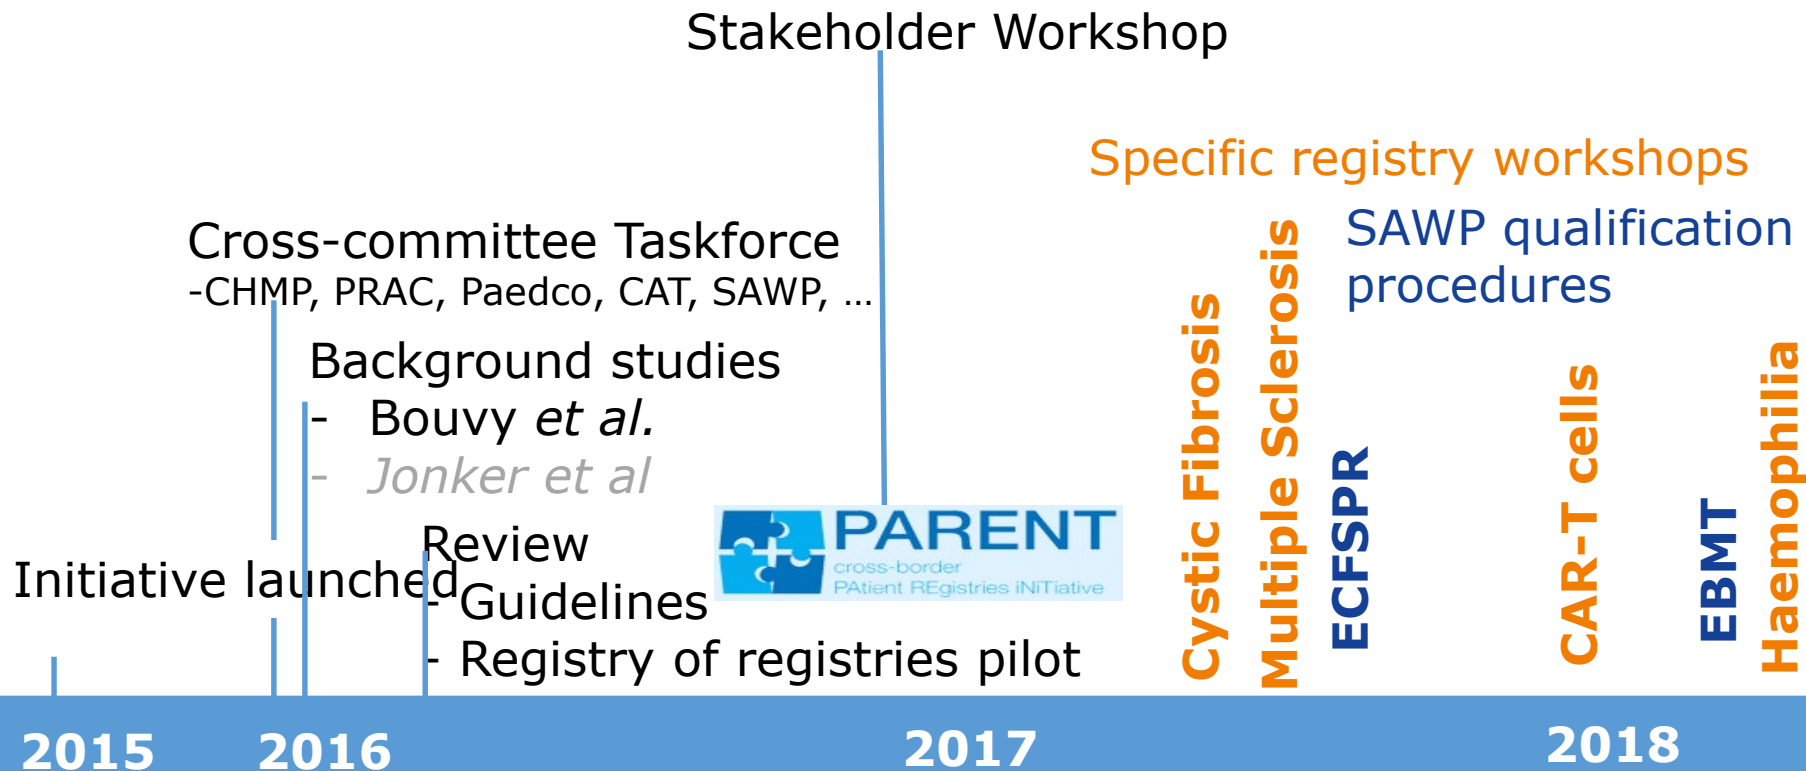 Stakeholder Workshop
Specific registry workshops
Cross-committee Taskforce
-CHMP, PRAC, Paedco, CAT, SAWP, …
SAWP qualification
procedures
Background studies
- Bouvy et al.
- Jonker et al
Initiative launched
Review
- Guidelines
- Registry of registries pilot
PARENT
cross-border
PAtient REgistries iNiTiative
Cystic Fibrosis
Multiple Sclerosis
ECFSPR
CAR-T cells
EBMT
Haemophilia
2015 2016 2017 2018